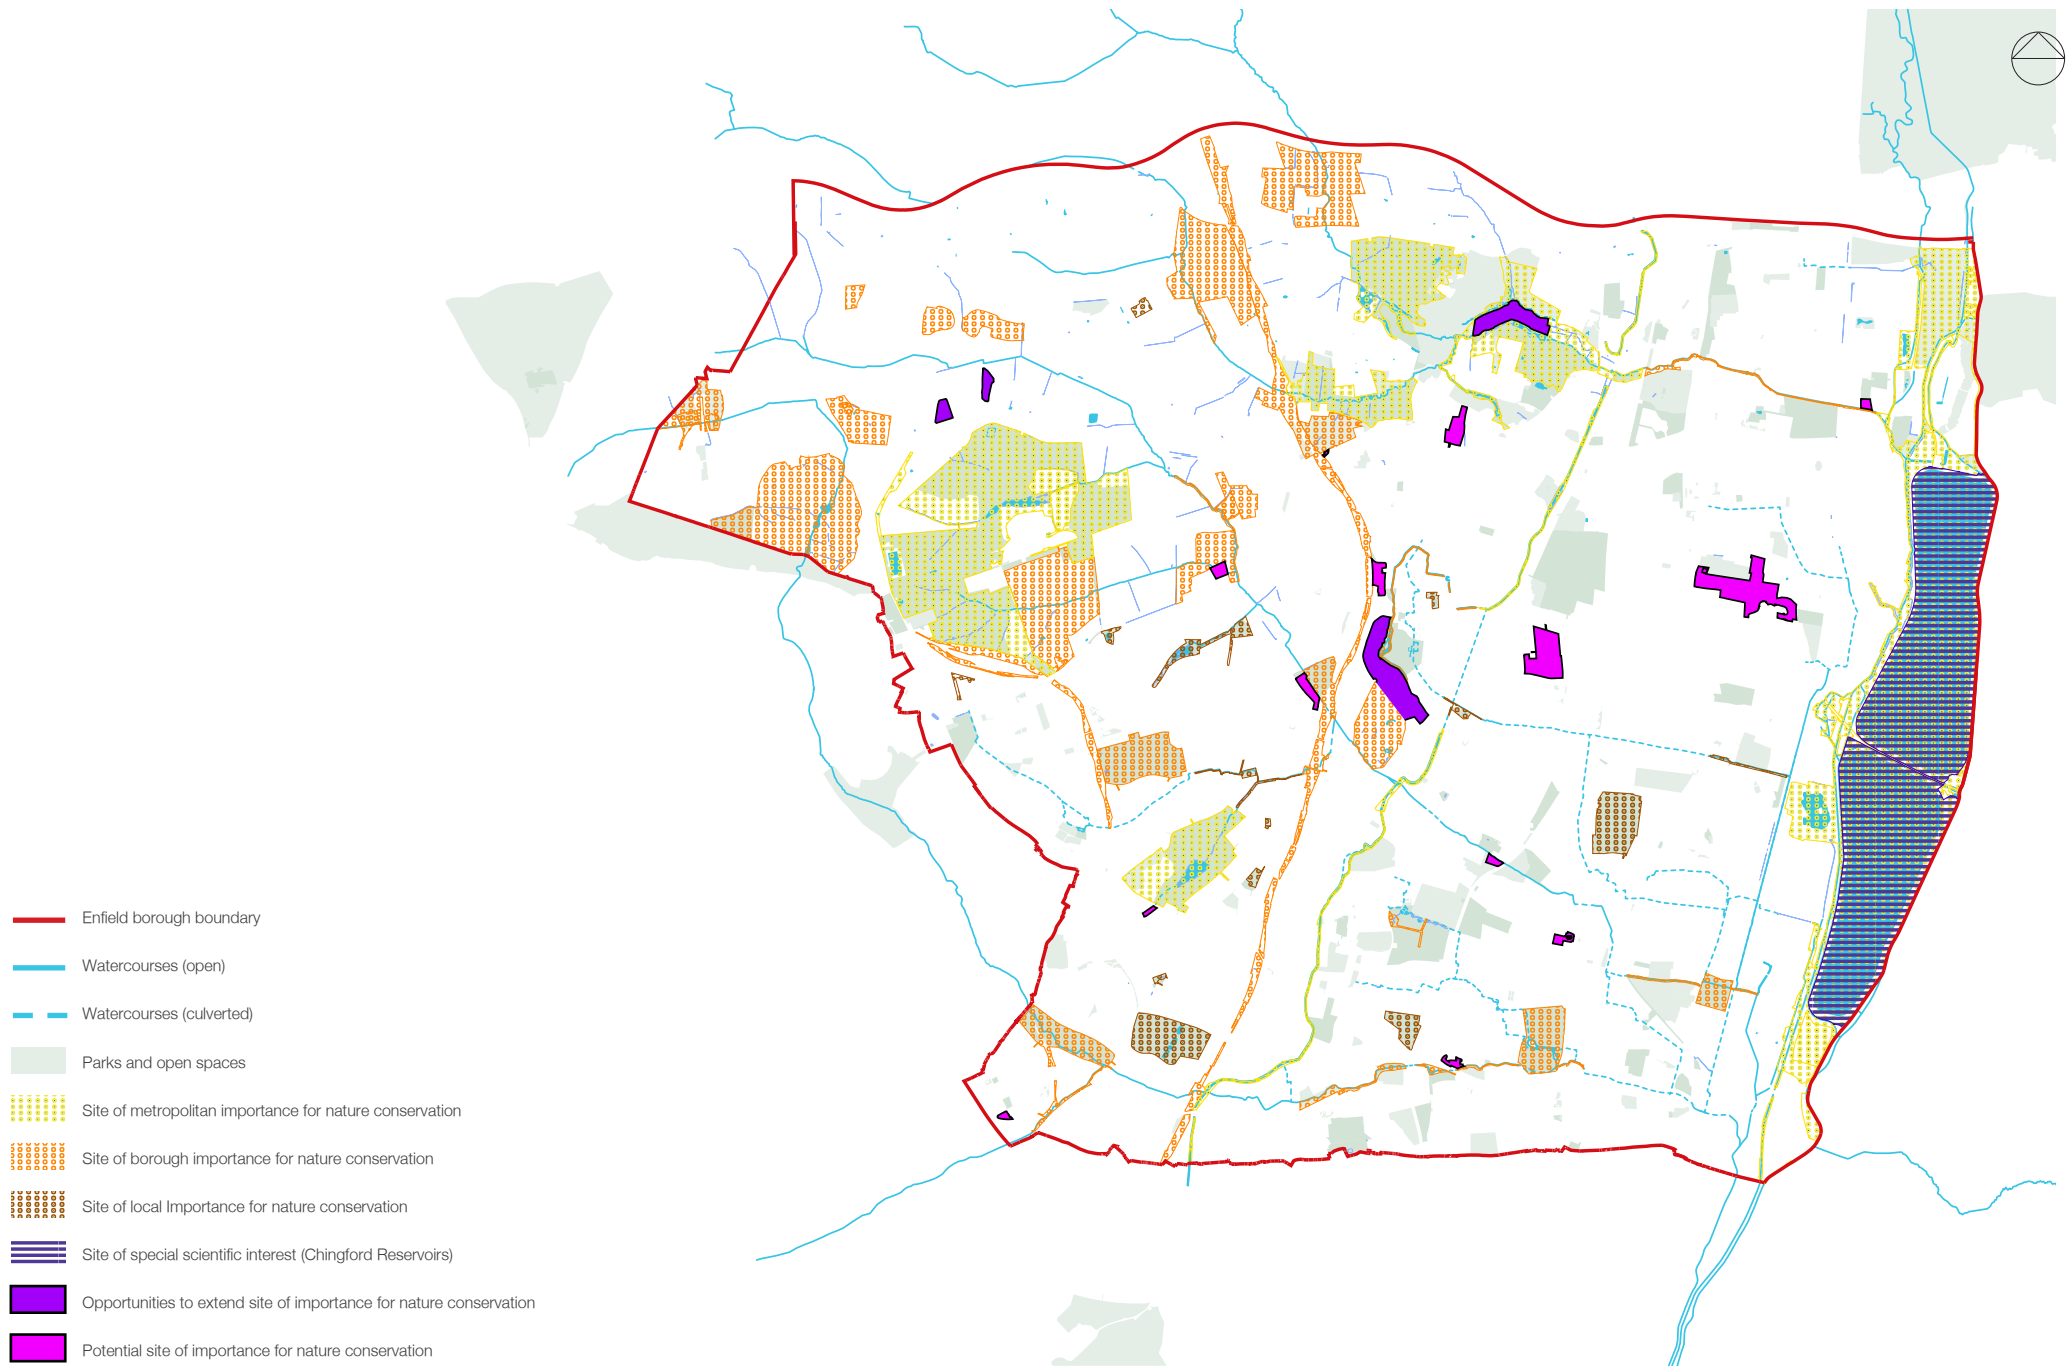 Enfield borough boundary
Watercourses (open)
Watercourses (culverted)
Parks and open spaces
Site of metropolitan importance for nature conservation
Site of borough importance for nature conservation
Site of local Importance for nature conservation
Site of special scientific interest (Chingford Reservoirs)
Opportunities to extend site of importance for nature conservation
Potential site of importance for nature conservation